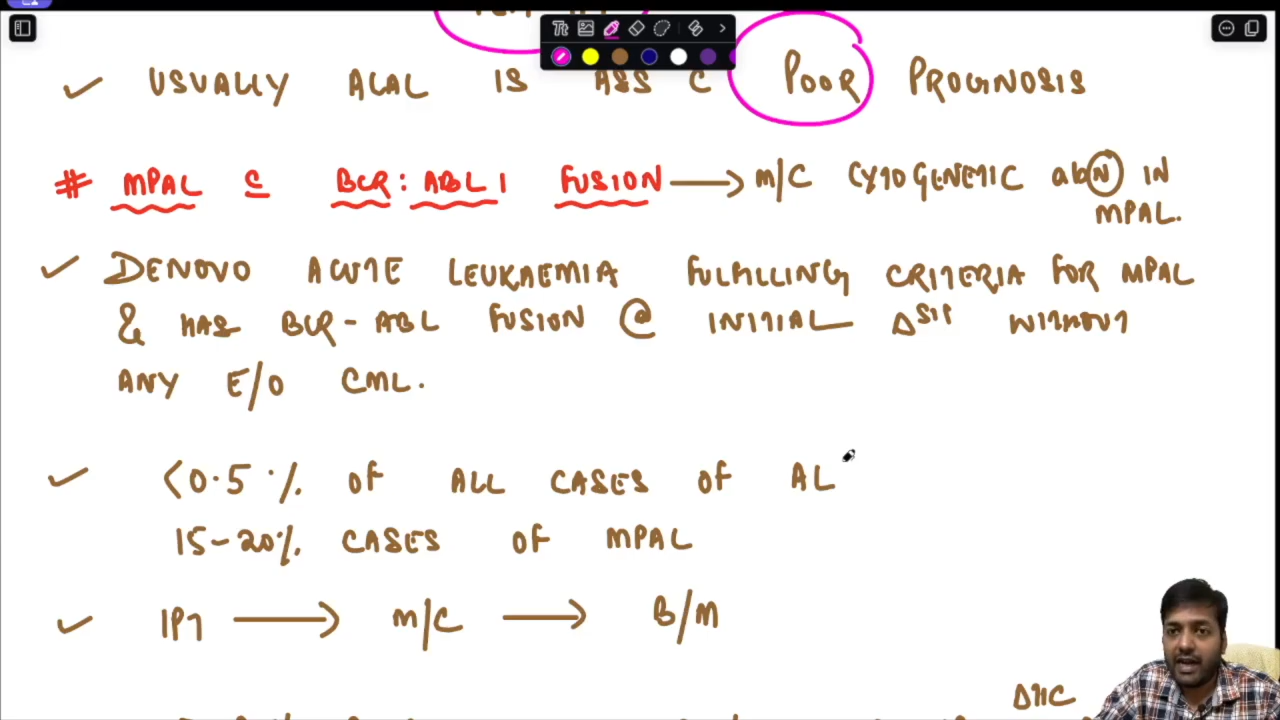 ✓ USUALLY ALAL IS ASS C POOR PROGNOSIS
# MPAL C BCR : ABL1 FUSION → M/C CYTOGENETIC abN IN
MPAL.
✓ DENOVO ACUTE LEUKAEMIA FULFILLING CRITERIA FOR MPAL
& HAS BCR-ABL FUSION @ INITIAL Δsis WITHOUT
ANY E/O CML.
✓ <0.5% OF ALL CASES OF AL
15-20% CASES OF MPAL
✓ IPT → M/C → B/M